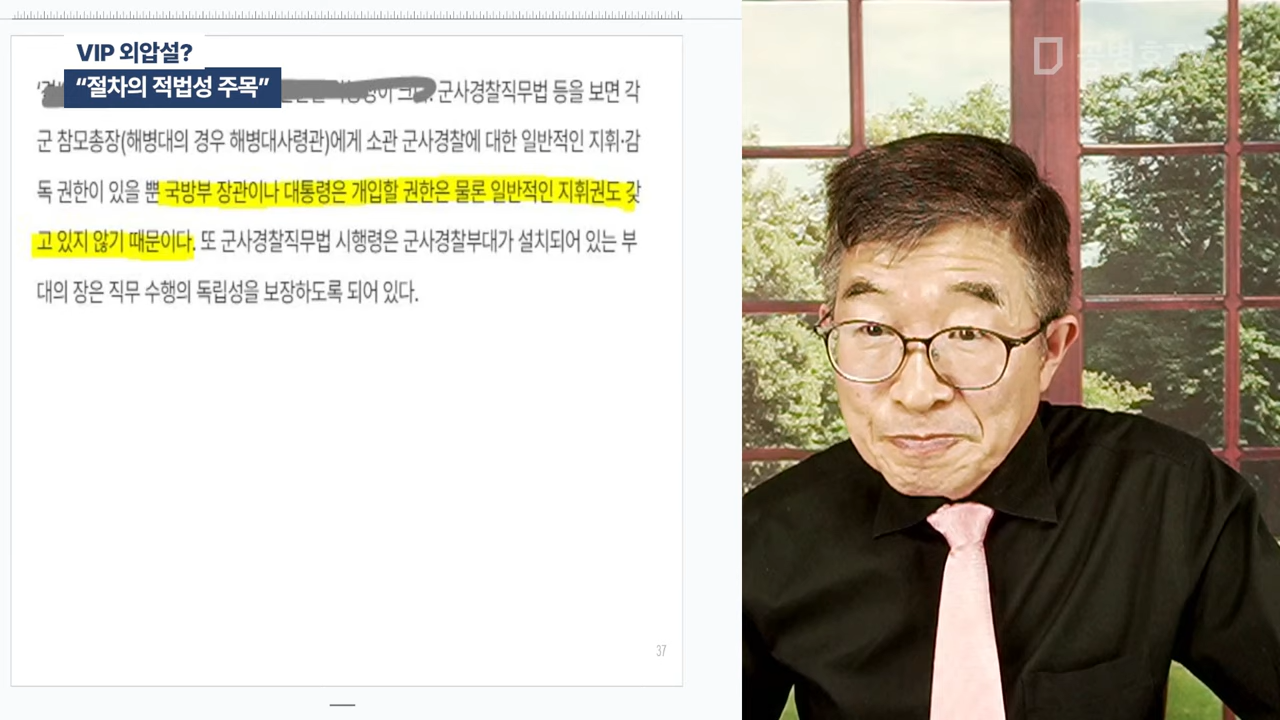 VIP 외압설?
“절차의 적법성 주목”
군사경찰직무법 등을 보면 각
군 참모총장(해병대의 경우 해병대사령관)에게 소관 군사경찰에 대한 일반적인 지휘·감
독 권한이 있을 뿐 국방부 장관이나 대통령은 개입할 권한은 물론 일반적인 지휘권도 갖
고 있지 않기 때문이다. 또 군사경찰직무법 시행령은 군사경찰부대가 설치되어 있는 부
대의 장은 직무 수행의 독립성을 보장하도록 되어 있다.
37